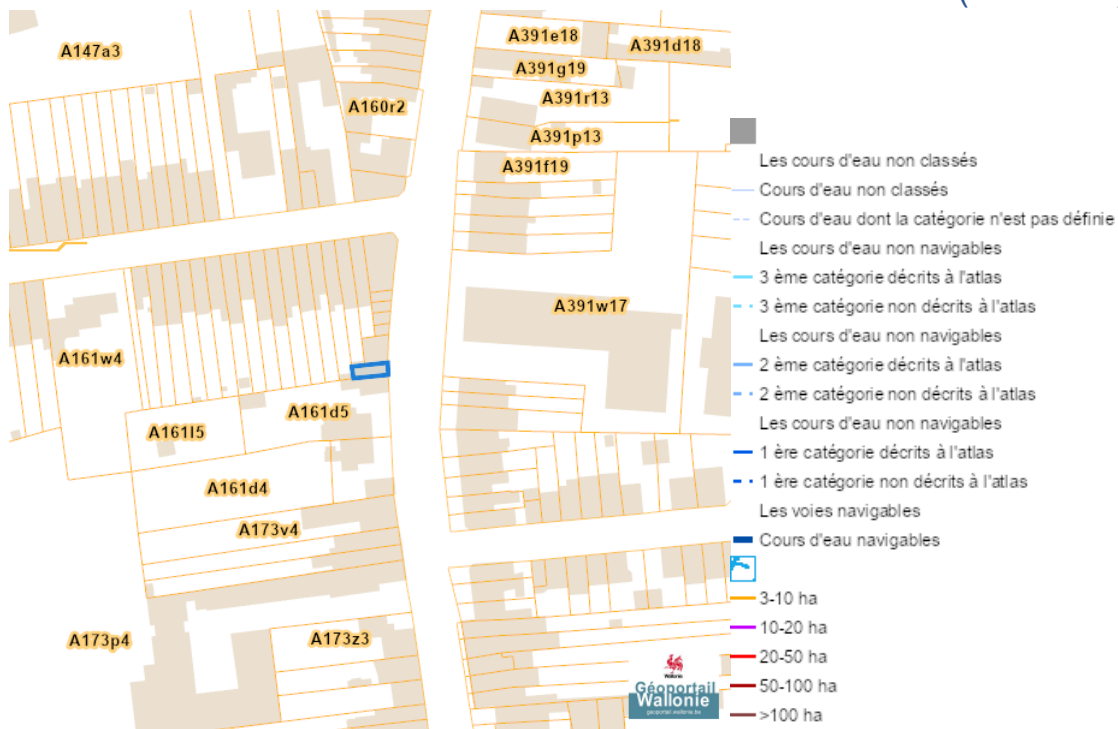 (
A147a3
A391e18
A391d18
A391g19
A160r2
A391r13
A391p13
A391f19
A391w17
A161w4
A161d5
A161l5
A161d4
A173v4
A173p4
A173z3
Wallonie
Géoportail
Wallonie
geoportail.wallonie.be
Les cours d'eau non classés
Cours d'eau non classés
Cours d'eau dont la catégorie n'est pas définie
Les cours d'eau non navigables
3 ème catégorie décrits à l'atlas
3 ème catégorie non décrits à l'atlas
Les cours d'eau non navigables
2 ème catégorie décrits à l'atlas
2 ème catégorie non décrits à l'atlas
Les cours d'eau non navigables
1 ère catégorie décrits à l'atlas
1 ère catégorie non décrits à l'atlas
Les voies navigables
Cours d'eau navigables
3-10 ha
10-20 ha
20-50 ha
50-100 ha
>100 ha